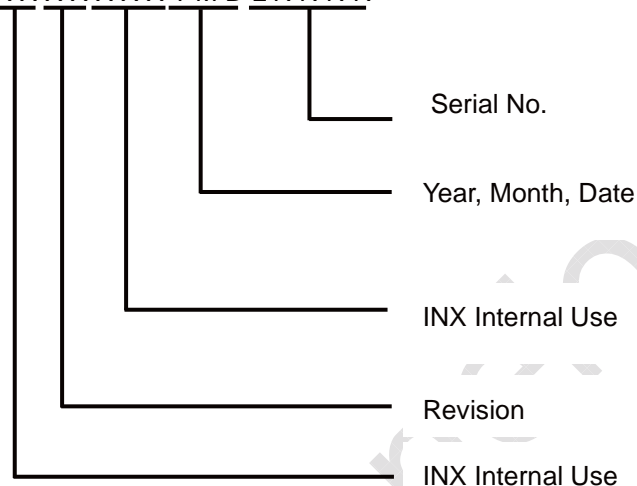 Serial No.
Year, Month, Date
INX Internal Use
Revision
INX Internal Use